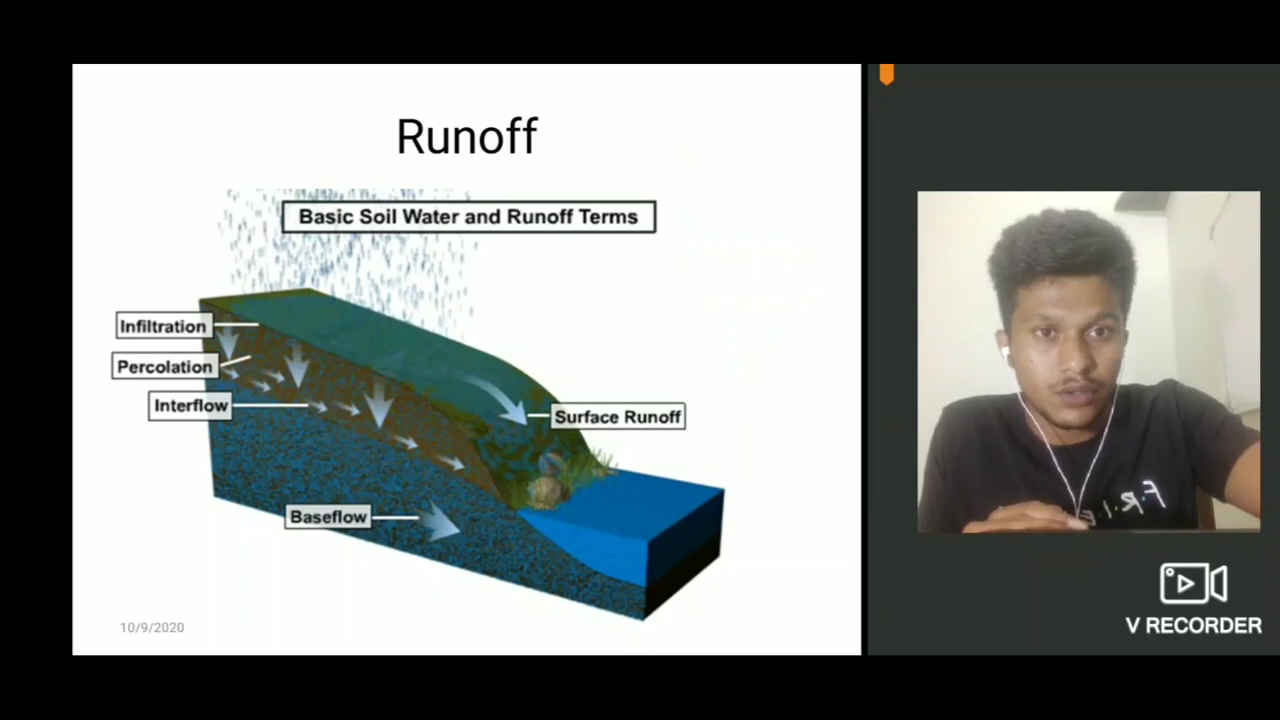 Runoff
Basic Soil Water and Runoff Terms
Infiltration
Percolation
Interflow
Surface Runoff
Baseflow
10/9/2020
V RECORDER